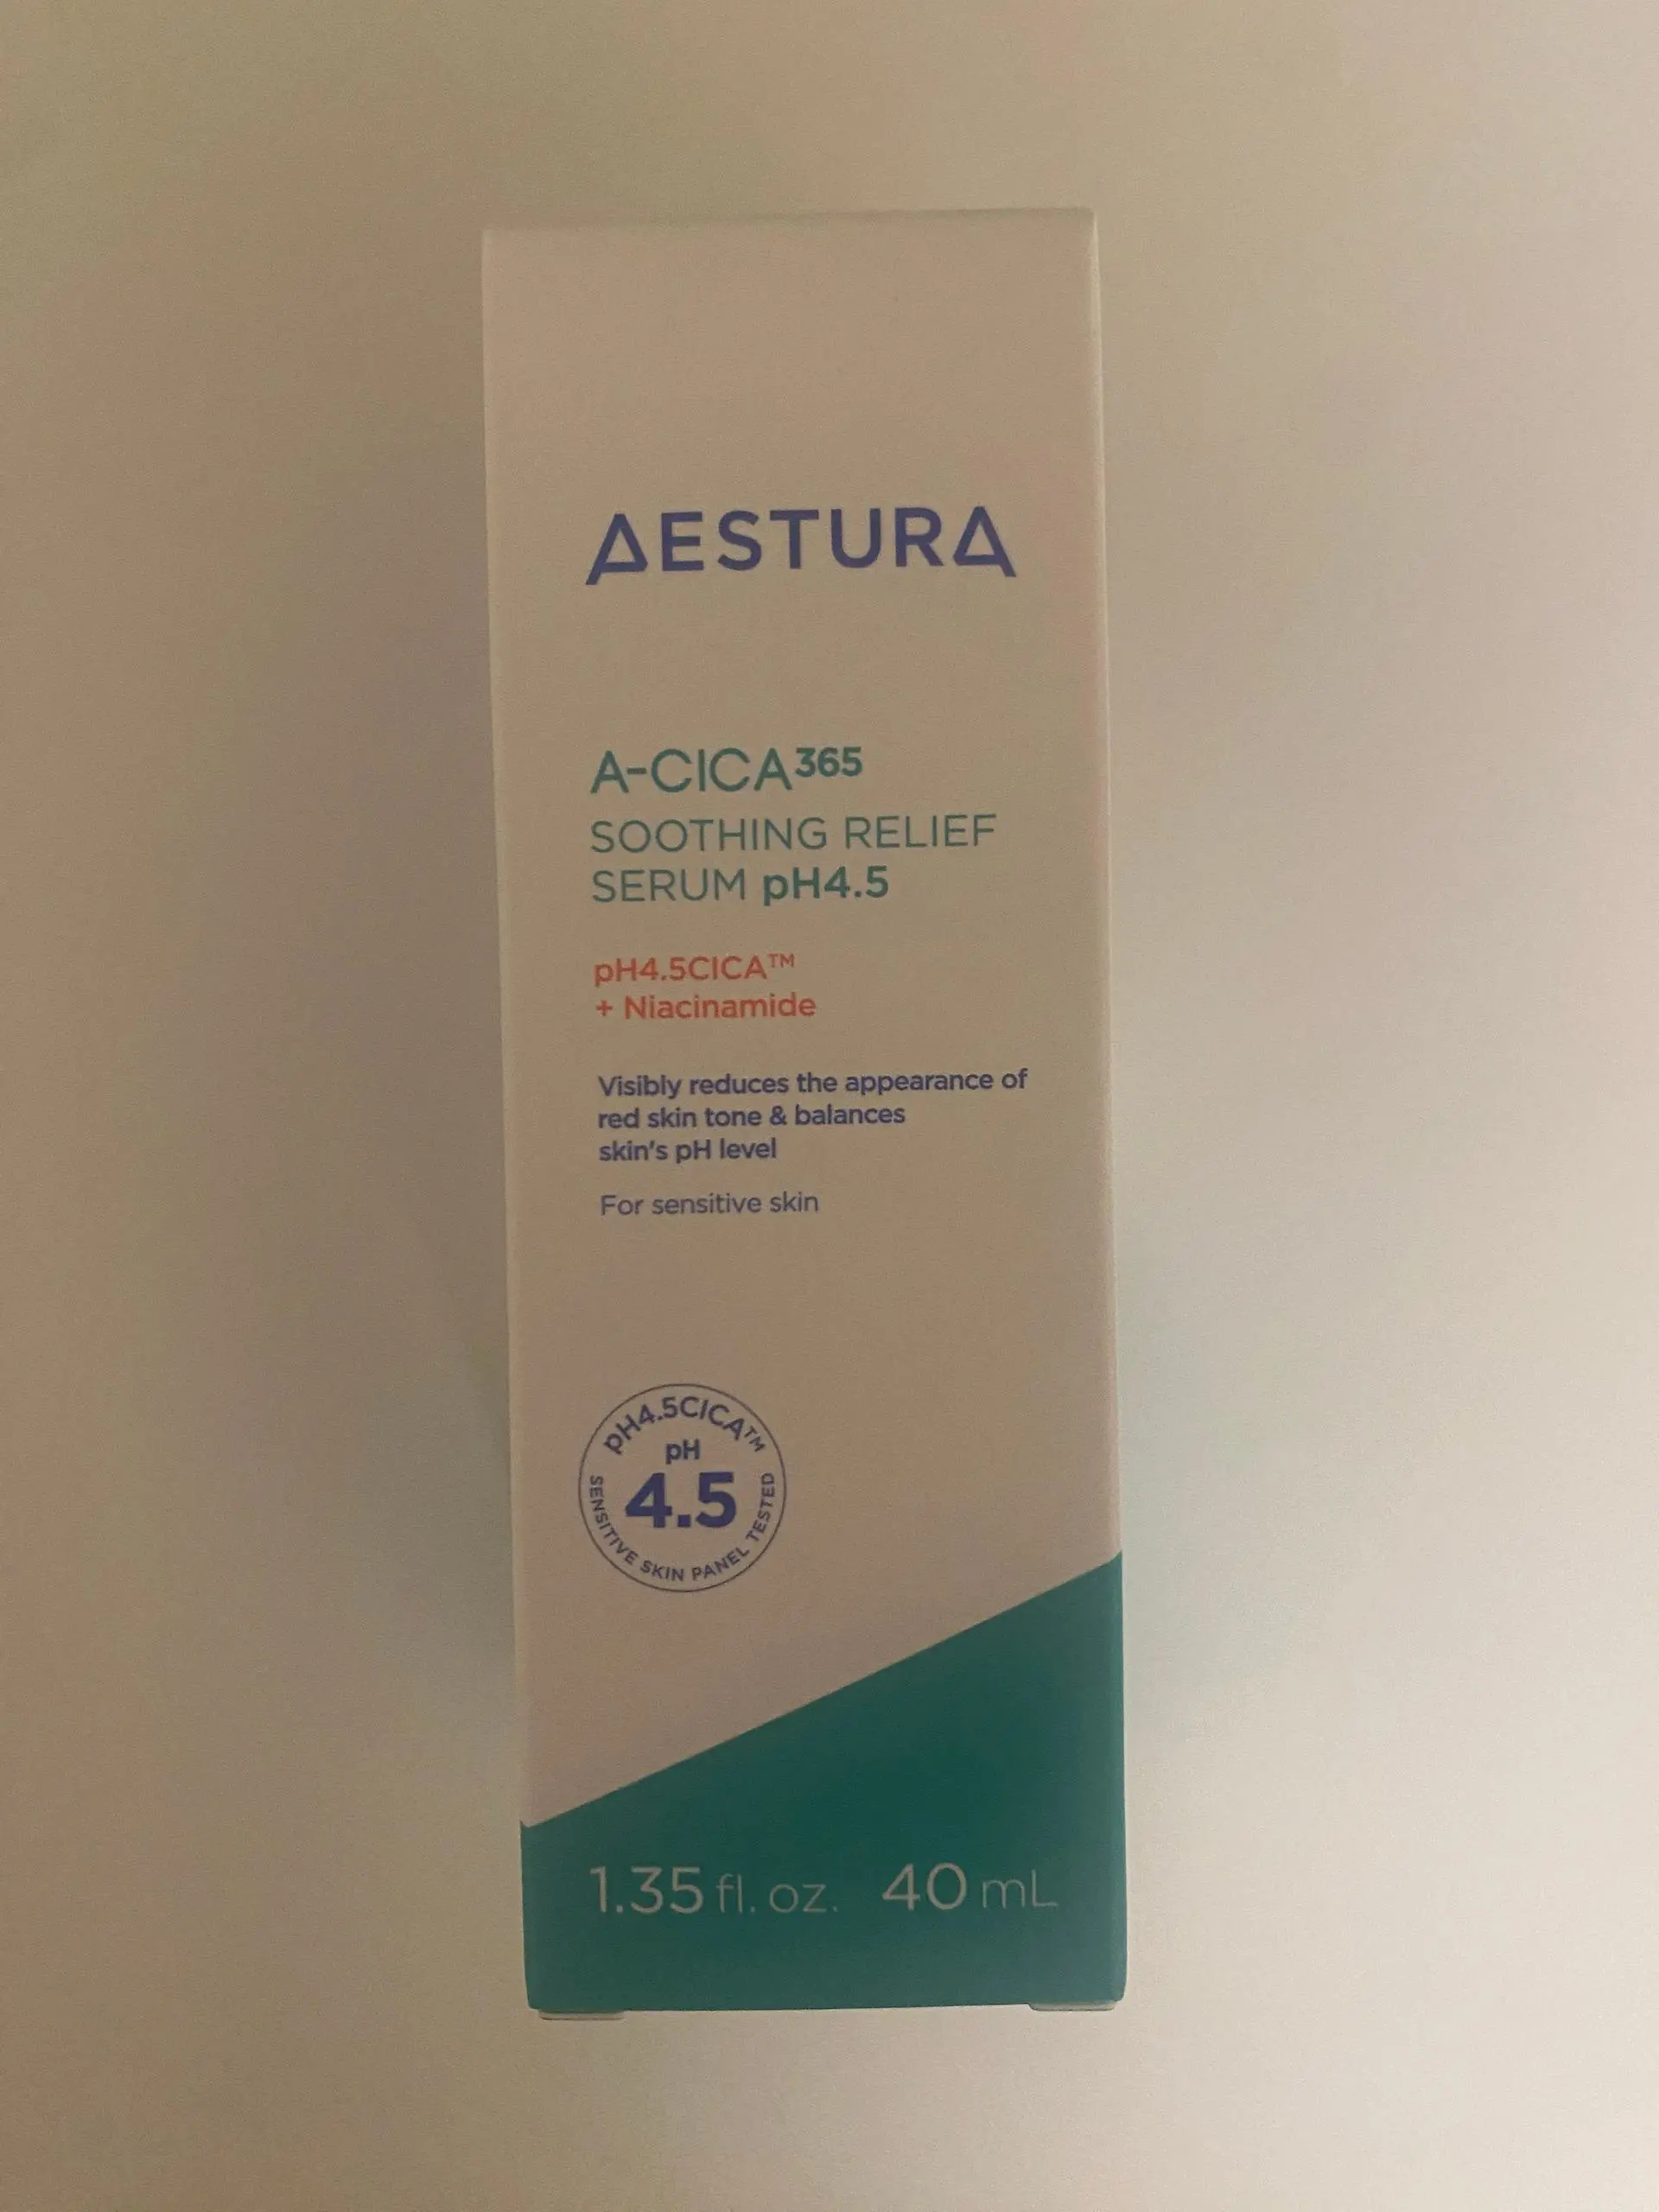 AESTURA
A-CICA365
SOOTHING RELIEF
SERUM pH4.5
pH4.5CICA™
+ Niacinamide
Visibly reduces the appearance of
red skin tone & balances
skin's pH level
For sensitive skin
pH4.5CICA™
pH
4.5
SENSITIVE SKIN PANEL TESTED
1.35 fl. oz. 40 mL